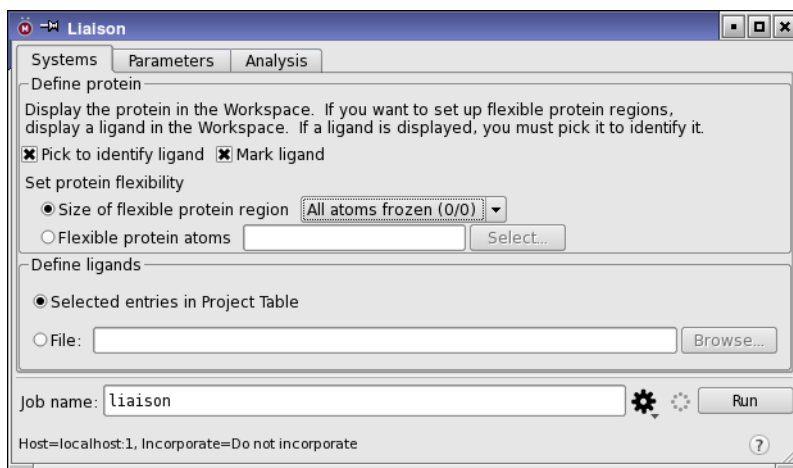 Liaison
Systems Parameters Analysis
Define protein
Display the protein in the Workspace. If you want to set up flexible protein regions,
display a ligand in the Workspace. If a ligand is displayed, you must pick it to identify it.
Pick to identify ligand Mark ligand
Set protein flexibility
Size of flexible protein region All atoms frozen (0/0)
Flexible protein atoms Select...
Define ligands
Selected entries in Project Table
File: Browse...
Job name: liaison Run
Host=localhost:1, Incorporate=Do not incorporate ?